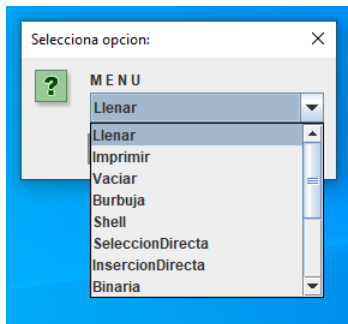 Selecciona opcion:
?
M E N U
Llenar
Llenar
Imprimir
Vaciar
Burbuja
Shell
SeleccionDirecta
InsercionDirecta
Binaria